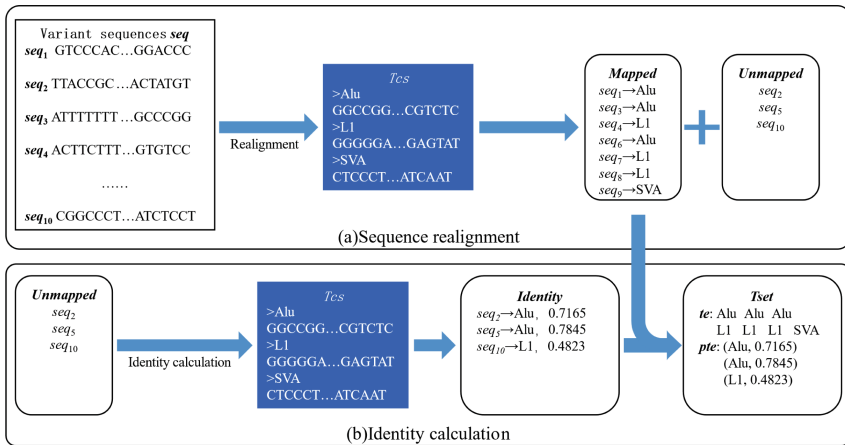 Variant sequences seq
seq1 GTCCCAC...GGACCC
seq2 TTACCGC ...ACTATGT
seq3 ATTTTTTT ...GCCCGG
seq4 ACTTCTTT ...GTGTCC
......
seq10 CGGCCCT...ATCTCCT
Realignment
Tcs
>Alu
GGCCGG...CGTCTC
>L1
GGGGGA...GAGTAT
>SVA
CTCCCT...ATCAAT
Mapped
seq1→Alu
seq3→Alu
seq4→L1
seq6→Alu
seq7→L1
seq8→L1
seq9→SVA
Unmapped
seq2
seq5
seq10
(a)Sequence realignment
Unmapped
seq2
seq5
seq10
Identity calculation
Tcs
>Alu
GGCCGG...CGTCTC
>L1
GGGGGA...GAGTAT
>SVA
CTCCCT...ATCAAT
Identity
seq2→Alu, 0.7165
seq5→Alu, 0.7845
seq10→L1, 0.4823
Tset
te: Alu Alu Alu
L1 L1 L1 SVA
pte: (Alu, 0.7165)
(Alu, 0.7845)
(L1, 0.4823)
(b)Identity calculation